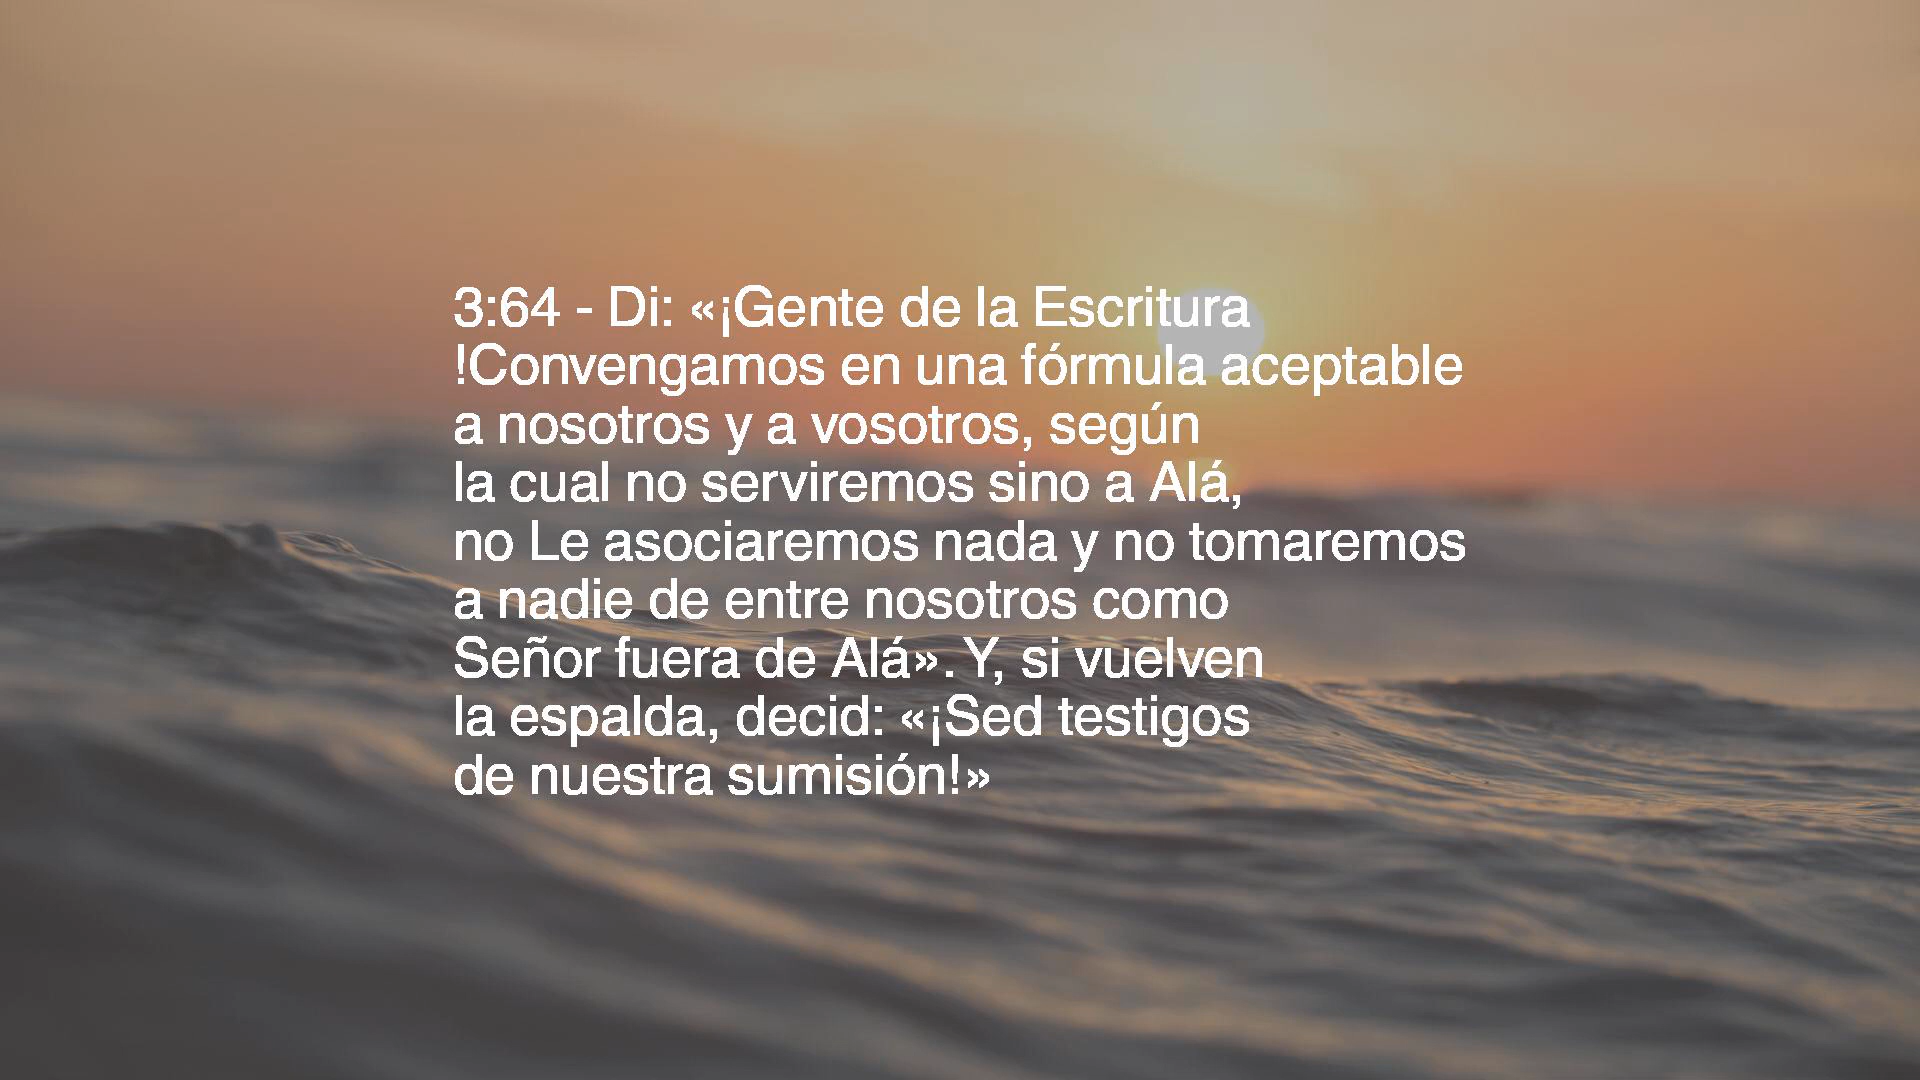 3:64 - Di: «¡Gente de la Escritura
!Convengamos en una fórmula aceptable
a nosotros y a vosotros, según
la cual no serviremos sino a Alá,
no Le asociaremos nada y no tomaremos
a nadie de entre nosotros como
Señor fuera de Alá». Y, si vuelven
la espalda, decid: «¡Sed testigos
de nuestra sumisión!»